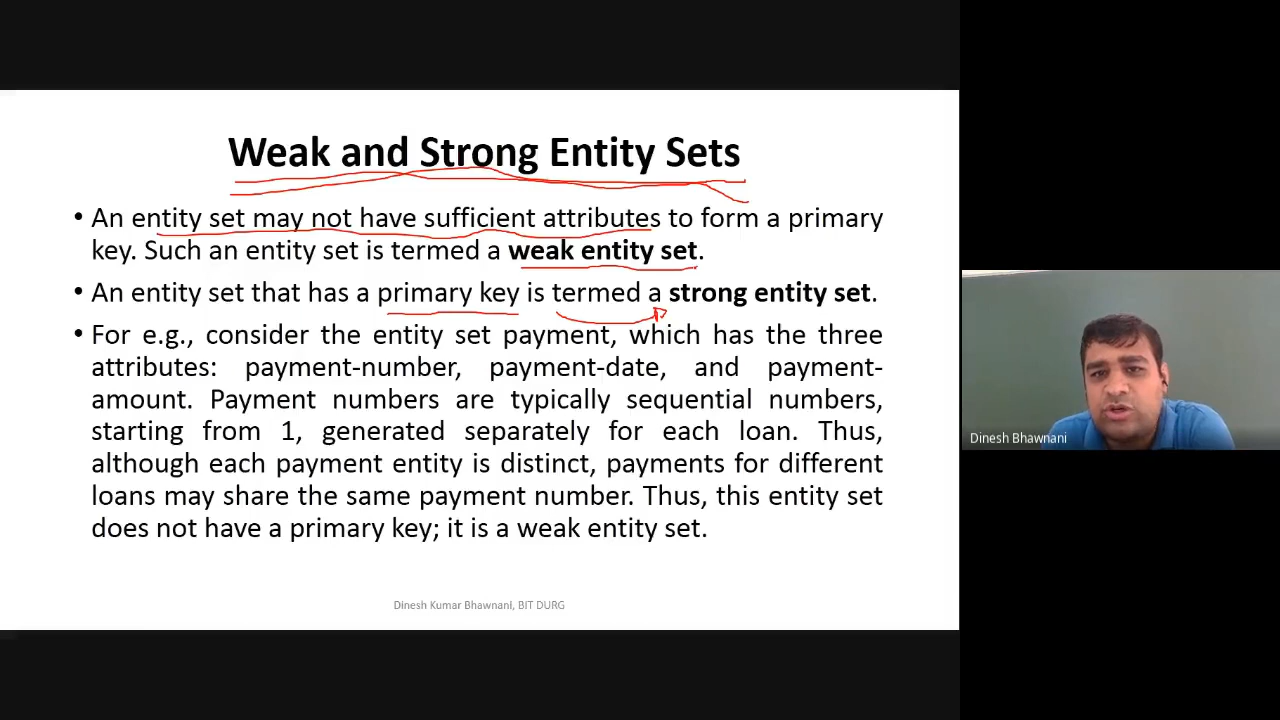 Weak and Strong Entity Sets
• An entity set may not have sufficient attributes to form a primary
key. Such an entity set is termed a weak entity set.
• An entity set that has a primary key is termed a strong entity set.
• For e.g., consider the entity set payment, which has the three
attributes: payment-number, payment-date, and payment-
amount. Payment numbers are typically sequential numbers,
starting from 1, generated separately for each loan. Thus,
although each payment entity is distinct, payments for different
loans may share the same payment number. Thus, this entity set
does not have a primary key; it is a weak entity set.
Dinesh Kumar Bhawnani, BIT DURG
Dinesh Bhawnani